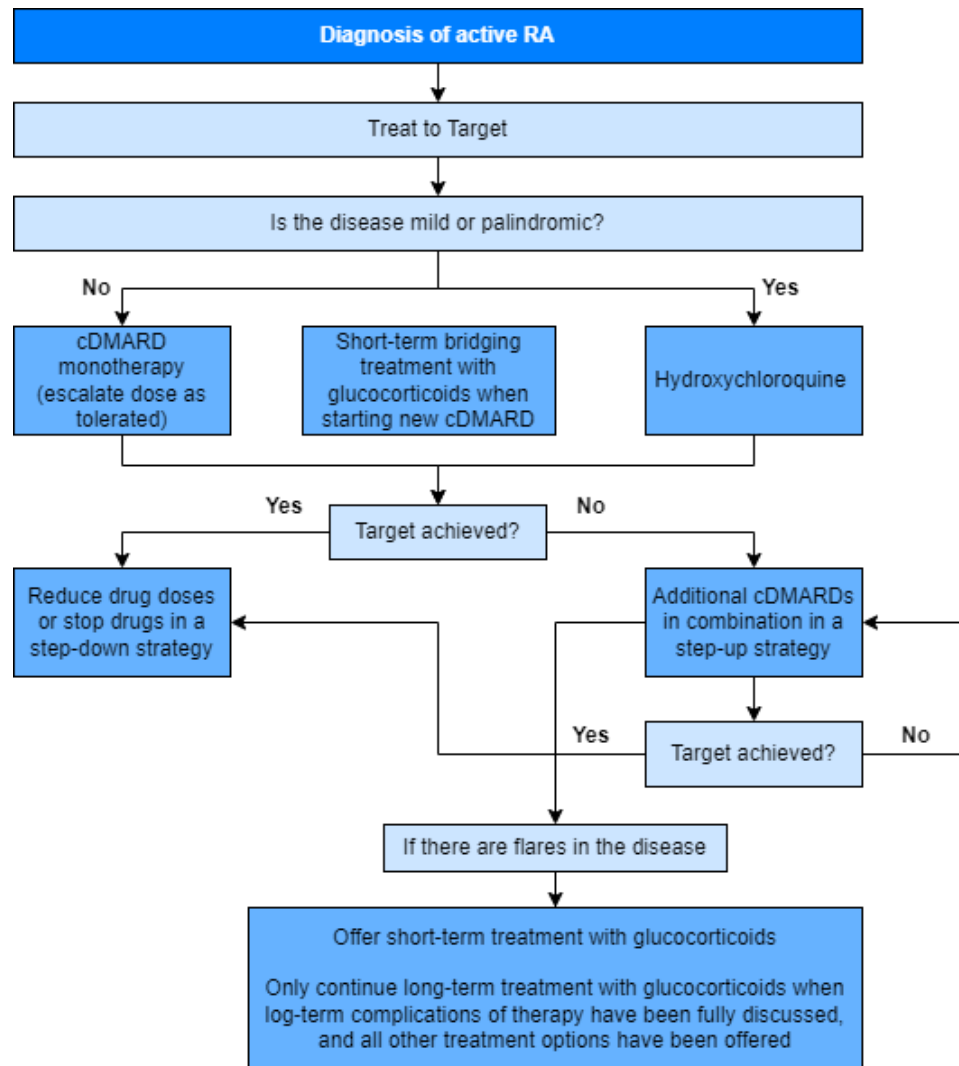 Diagnosis of active RA
Treat to Target
Is the disease mild or palindromic?
No
Yes
cDMARD
monotherapy
(escalate dose as
tolerated)
Short-term bridging
treatment with
glucocorticoids when
starting new cDMARD
Hydroxychloroquine
Yes
No
Target achieved?
Reduce drug doses
or stop drugs in a
step-down strategy
Additional cDMARDs
in combination in a
step-up strategy
Yes
No
Target achieved?
If there are flares in the disease
Offer short-term treatment with glucocorticoids
Only continue long-term treatment with glucocorticoids when
log-term complications of therapy have been fully discussed,
and all other treatment options have been offered